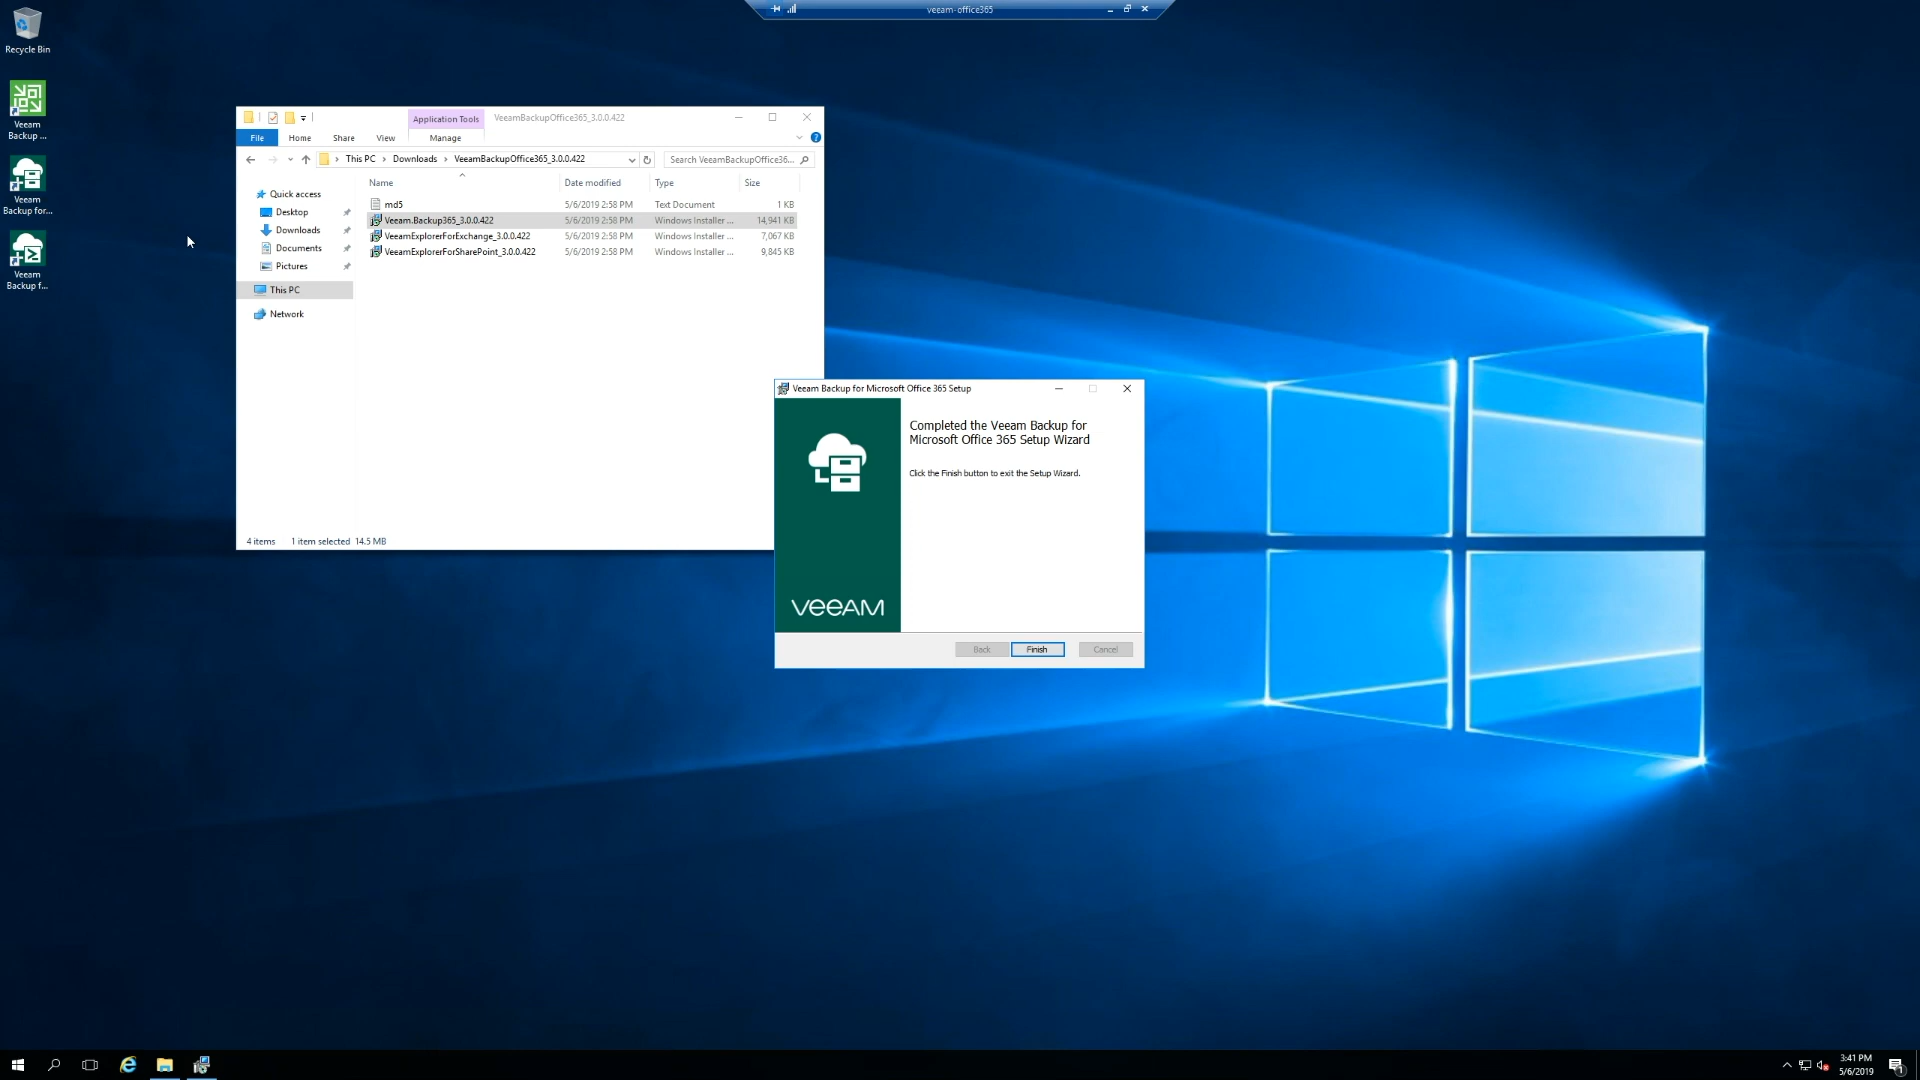 veeam-office365
Recycle Bin
Veeam
Backup ...
Veeam
Backup for...
Veeam
Backup f...
Application Tools
VeeamBackupOffice365_3.0.0.422
File
Home
Share
View
Manage
This PC
Downloads
VeeamBackupOffice365_3.0.0.422
Search VeeamBackupOffice36...
Name
Date modified
Type
Size
Quick access
Desktop
Downloads
Documents
Pictures
This PC
Network
md5 5/6/2019 2:58 PM Text Document 1 KB
Veeam.Backup365_3.0.0.422 5/6/2019 2:58 PM Windows Installer ... 14,941 KB
VeeamExplorerForExchange_3.0.0.422 5/6/2019 2:58 PM Windows Installer ... 7,067 KB
VeeamExplorerForSharePoint_3.0.0.422 5/6/2019 2:58 PM Windows Installer ... 9,845 KB
4 items 1 item selected 14.5 MB
Veeam Backup for Microsoft Office 365 Setup
Completed the Veeam Backup for
Microsoft Office 365 Setup Wizard
Click the Finish button to exit the Setup Wizard.
VEEAM
Back
Finish
Cancel
3:41 PM
5/6/2019
1